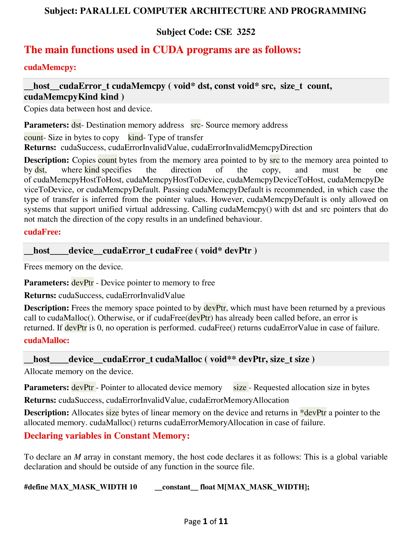 Subject: PARALLEL COMPUTER ARCHITECTURE AND PROGRAMMING
Subject Code: CSE 3252
The main functions used in CUDA programs are as follows:
cudaMemcpy:
__host__cudaError_t cudaMemcpy ( void* dst, const void* src, size_t count,
cudaMemcpyKind kind )
Copies data between host and device.
Parameters: dst- Destination memory address src- Source memory address
count- Size in bytes to copy kind- Type of transfer
Returns: cudaSuccess, cudaErrorInvalidValue, cudaErrorInvalidMemcpyDirection
Description: Copies count bytes from the memory area pointed to by src to the memory area pointed to
by dst, where kind specifies the direction of the copy, and must be one
of cudaMemcpyHostToHost, cudaMemcpyHostToDevice, cudaMemcpyDeviceToHost, cudaMemcpyDe
viceToDevice, or cudaMemcpyDefault. Passing cudaMemcpyDefault is recommended, in which case the
type of transfer is inferred from the pointer values. However, cudaMemcpyDefault is only allowed on
systems that support unified virtual addressing. Calling cudaMemcpy() with dst and src pointers that do
not match the direction of the copy results in an undefined behaviour.
cudaFree:
__host____device__cudaError_t cudaFree ( void* devPtr )
Frees memory on the device.
Parameters: devPtr - Device pointer to memory to free
Returns: cudaSuccess, cudaErrorInvalidValue
Description: Frees the memory space pointed to by devPtr, which must have been returned by a previous
call to cudaMalloc(). Otherwise, or if cudaFree(devPtr) has already been called before, an error is
returned. If devPtr is 0, no operation is performed. cudaFree() returns cudaErrorValue in case of failure.
cudaMalloc:
__host____device__cudaError_t cudaMalloc ( void** devPtr, size_t size )
Allocate memory on the device.
Parameters: devPtr - Pointer to allocated device memory size - Requested allocation size in bytes
Returns: cudaSuccess, cudaErrorInvalidValue, cudaErrorMemoryAllocation
Description: Allocates size bytes of linear memory on the device and returns in *devPtr a pointer to the
allocated memory. cudaMalloc() returns cudaErrorMemoryAllocation in case of failure.
Declaring variables in Constant Memory:
To declare an M array in constant memory, the host code declares it as follows: This is a global variable
declaration and should be outside of any function in the source file.
#define MAX_MASK_WIDTH 10 __constant__ float M[MAX_MASK_WIDTH];
Page 1 of 11